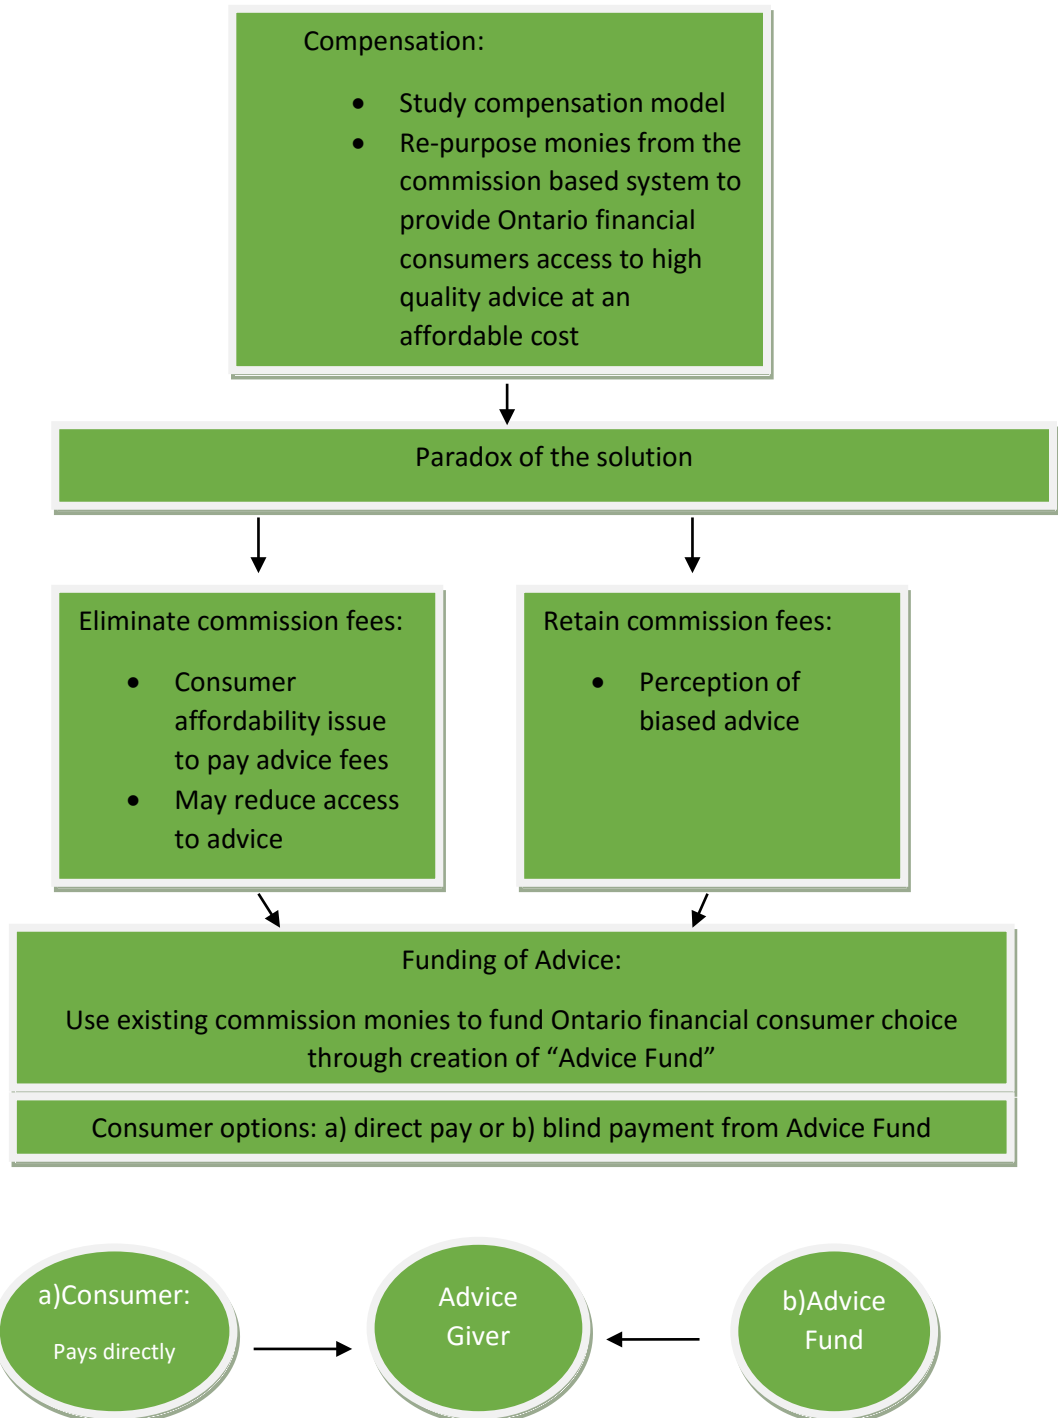 Compensation:
• Study compensation model
• Re-purpose monies from the
commission based system to
provide Ontario financial
consumers access to high
quality advice at an
affordable cost
Paradox of the solution
Eliminate commission fees:
• Consumer
affordability issue
to pay advice fees
• May reduce access
to advice
Retain commission fees:
• Perception of
biased advice
Funding of Advice:
Use existing commission monies to fund Ontario financial consumer choice
through creation of “Advice Fund”
Consumer options: a) direct pay or b) blind payment from Advice Fund
a)Consumer:
Pays directly
Advice
Giver
b)Advice
Fund